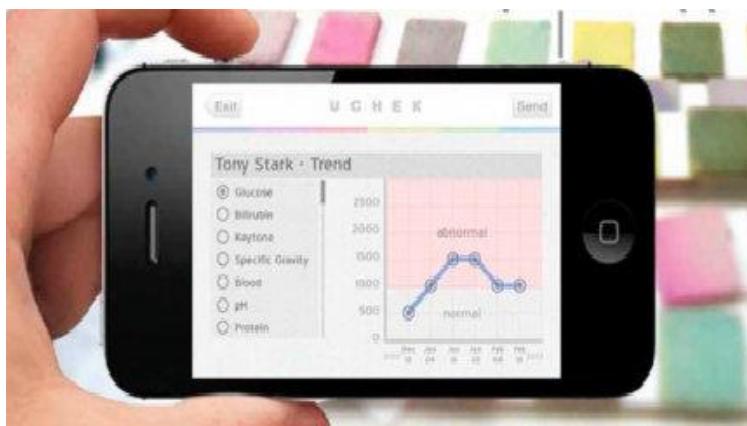 Exit
U C H E K
Send
Tony Stark · Trend
Glucose
Bilirubin
Kaytone
Specific Gravity
Blood
pH
Protein
2500
2000
1500
1000
500
0
abnormal
normal